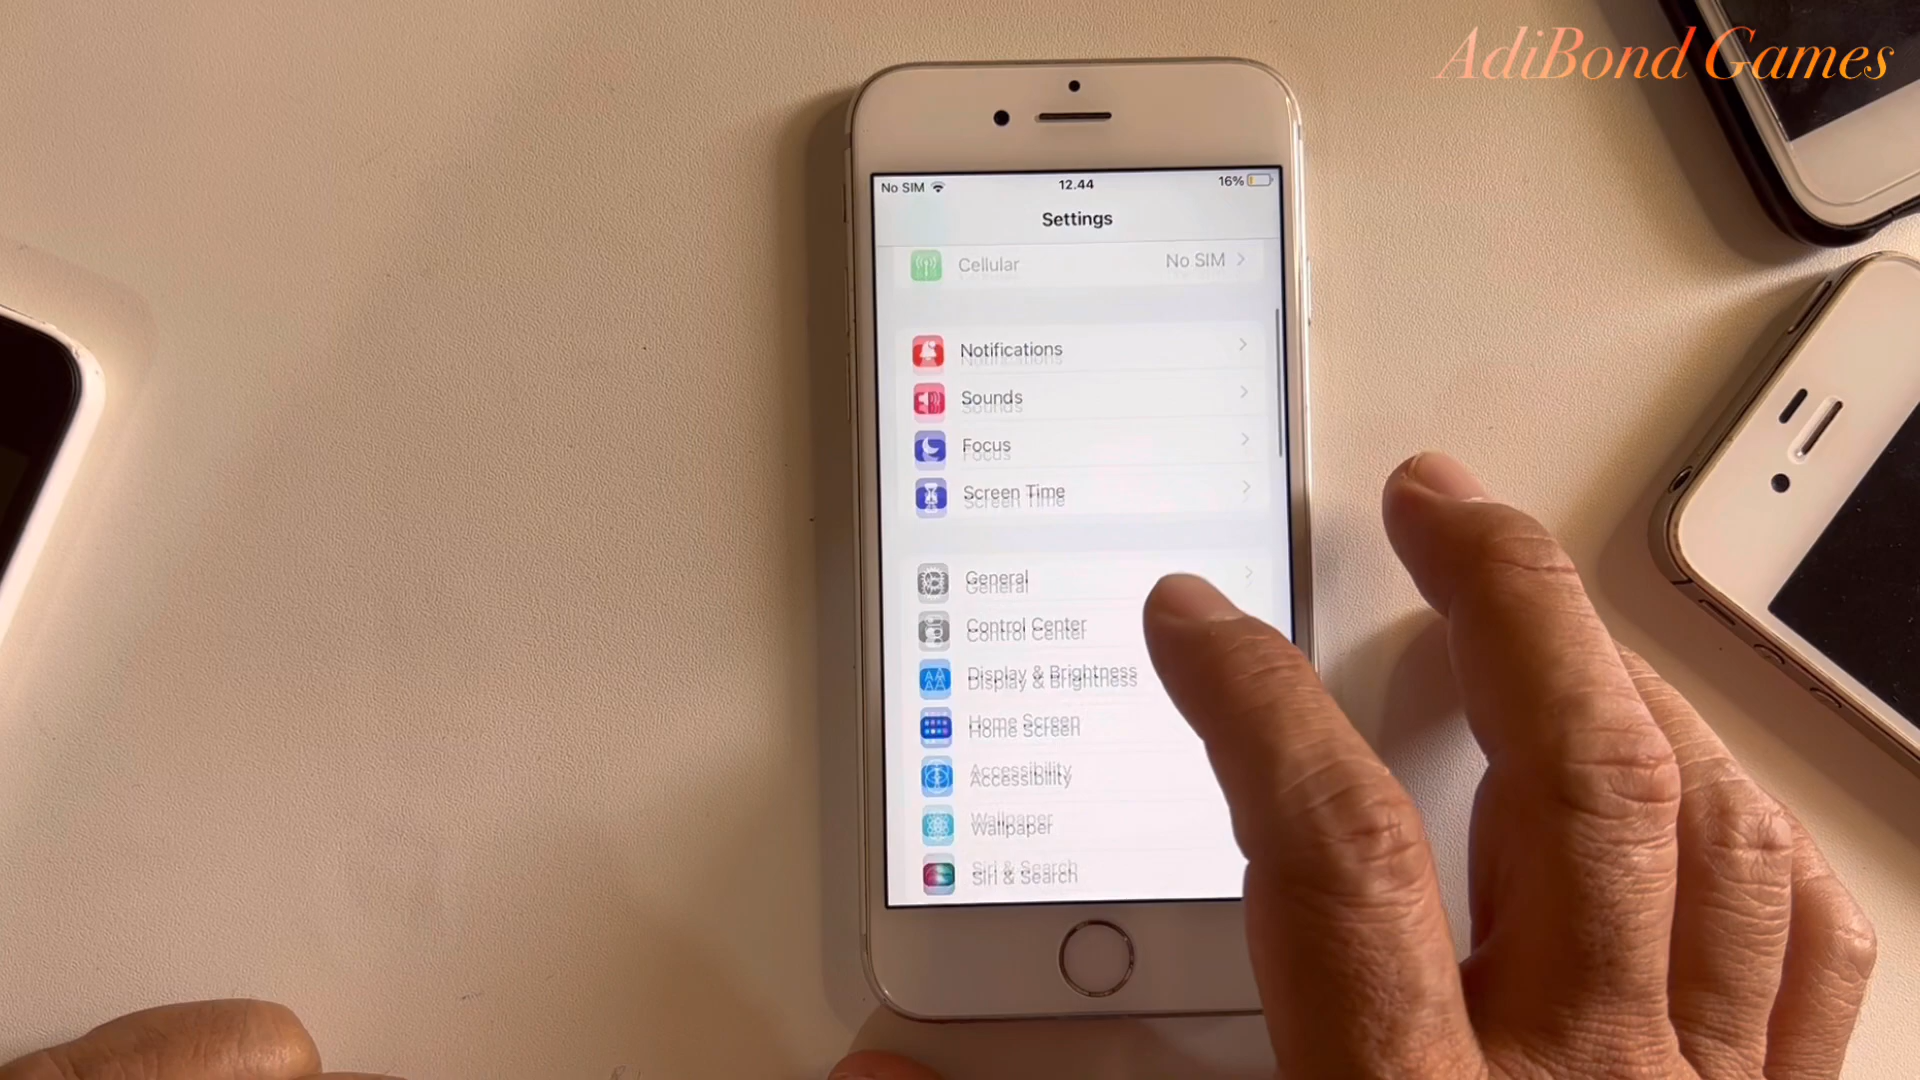 AdiBond Games
No SIM 12.44 16%
Settings
Cellular No SIM
Notifications
Sounds
Focus
Screen Time
General
Control Center
Display & Brightness
Home Screen
Accessibility
Wallpaper
Siri & Search